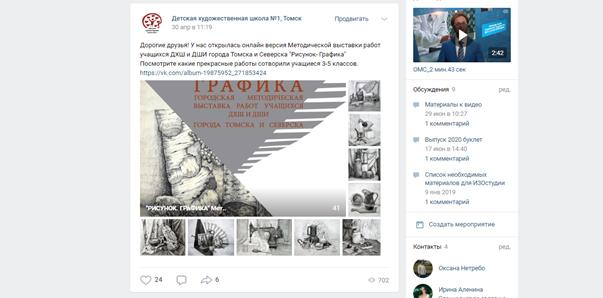 Детская художественная школа №1, Томск
30 апр в 11:19
Продвигать
Дорогие друзья! У нас открылась онлайн версия Методической выставки работ
учащихся ДХШ и ДШИ города Томска и Северска "Рисунок- Графика"
Посмотрите какие прекрасные работы сотворили учащиеся 3-5 классов.
https://vk.com/album-19875952_271853424
ГРАФИКА
ГОРОДСКАЯ МЕТОДИЧЕСКАЯ
ВЫСТАВКА РАБОТ УЧАЩИХСЯ
ДХШ И ДШИ
ГОРОДА ТОМСКА И СЕВЕРСКА
"РИСУНОК. ГРАФИКА" Мет...
41
24
6
702
2:42
ОМС_2 мин.43 сек
Обсуждения 9
ред.
Материалы к видео
29 июн в 10:27
1 комментарий
Выпуск 2020 буклет
17 июн в 14:40
1 комментарий
Список необходимых
материалов для ИЗОстудии
9 янв 2019
1 комментарий
Создать мероприятие
Контакты 4
ред.
Оксана Нетребо
Ирина Аленина